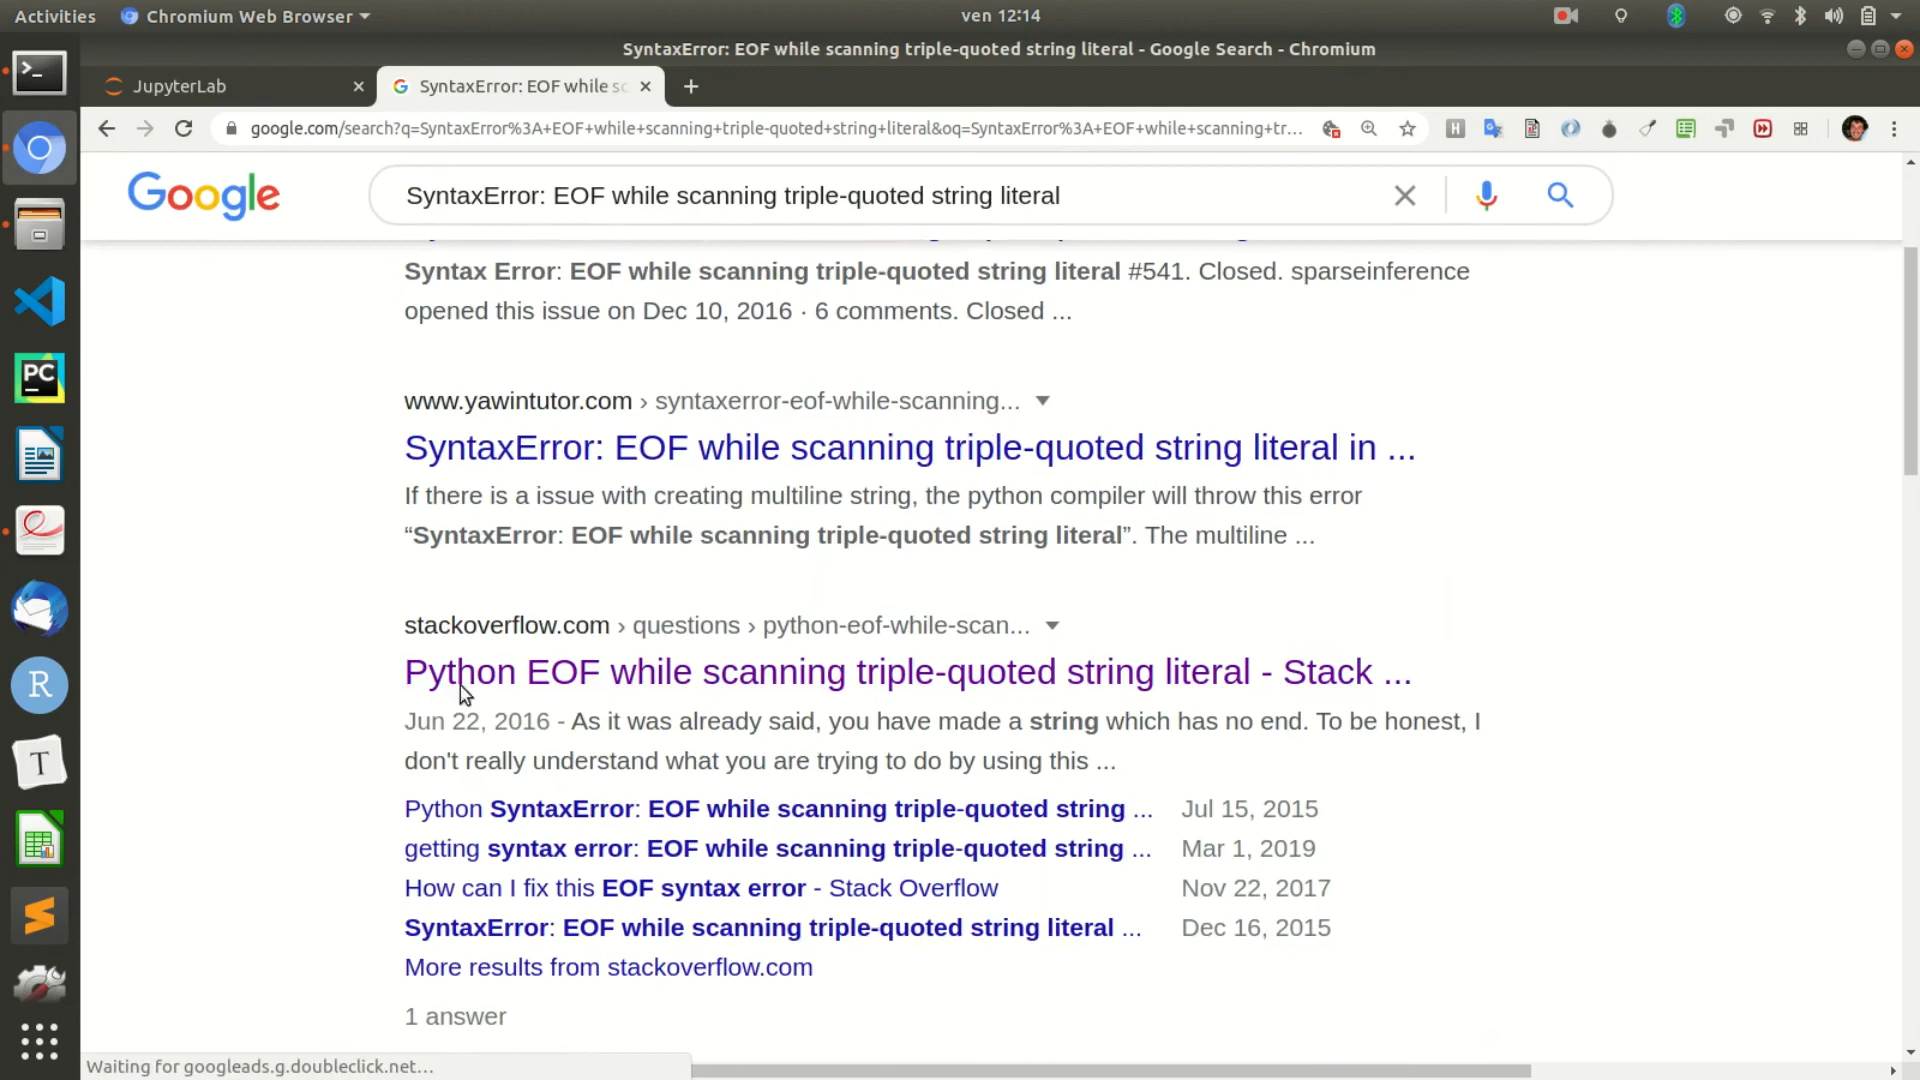 Activities
Chromium Web Browser
ven 12:14
SyntaxError: EOF while scanning triple-quoted string literal - Google Search - Chromium
JupyterLab
SyntaxError: EOF while sc
google.com/search?q=SyntaxError%3A+EOF+while+scanning+triple-quoted+string+literal&oq=SyntaxError%3A+EOF+while+scanning+tr...
Google
SyntaxError: EOF while scanning triple-quoted string literal
Syntax Error: EOF while scanning triple-quoted string literal #541. Closed. sparseinference
opened this issue on Dec 10, 2016 · 6 comments. Closed ...
www.yawintutor.com › syntaxerror-eof-while-scanning...
SyntaxError: EOF while scanning triple-quoted string literal in ...
If there is a issue with creating multiline string, the python compiler will throw this error
“SyntaxError: EOF while scanning triple-quoted string literal”. The multiline ...
stackoverflow.com › questions › python-eof-while-scan...
Python EOF while scanning triple-quoted string literal - Stack ...
Jun 22, 2016 - As it was already said, you have made a string which has no end. To be honest, I
don't really understand what you are trying to do by using this ...
Python SyntaxError: EOF while scanning triple-quoted string ... Jul 15, 2015
getting syntax error: EOF while scanning triple-quoted string ... Mar 1, 2019
How can I fix this EOF syntax error - Stack Overflow Nov 22, 2017
SyntaxError: EOF while scanning triple-quoted string literal ... Dec 16, 2015
More results from stackoverflow.com
1 answer
Waiting for googleads.g.doubleclick.net...
PC
R
T
H